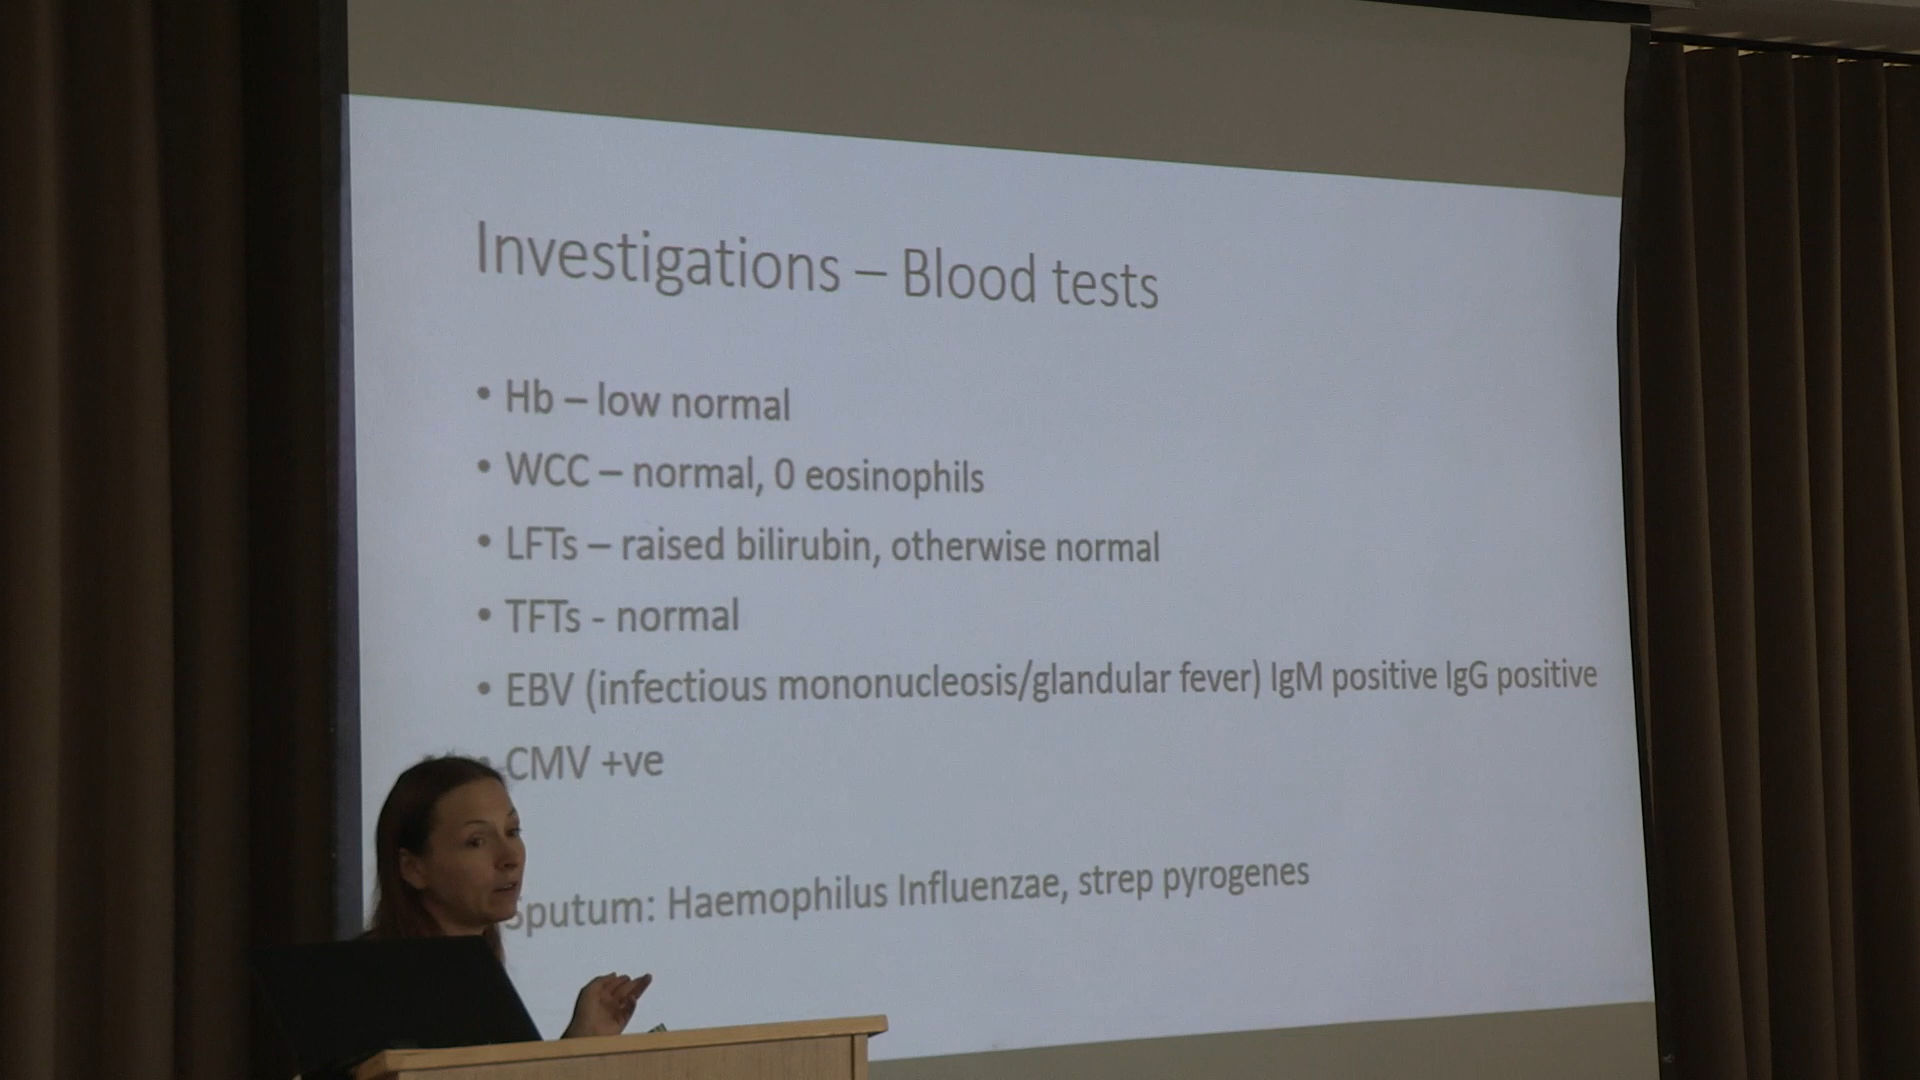 Investigations – Blood tests
• Hb – low normal
• WCC – normal, 0 eosinophils
• LFTs – raised bilirubin, otherwise normal
• TFTs - normal
• EBV (infectious mononucleosis/glandular fever) IgM positive IgG positive
• CMV +ve
Sputum: Haemophilus Influenzae, strep pyrogenes